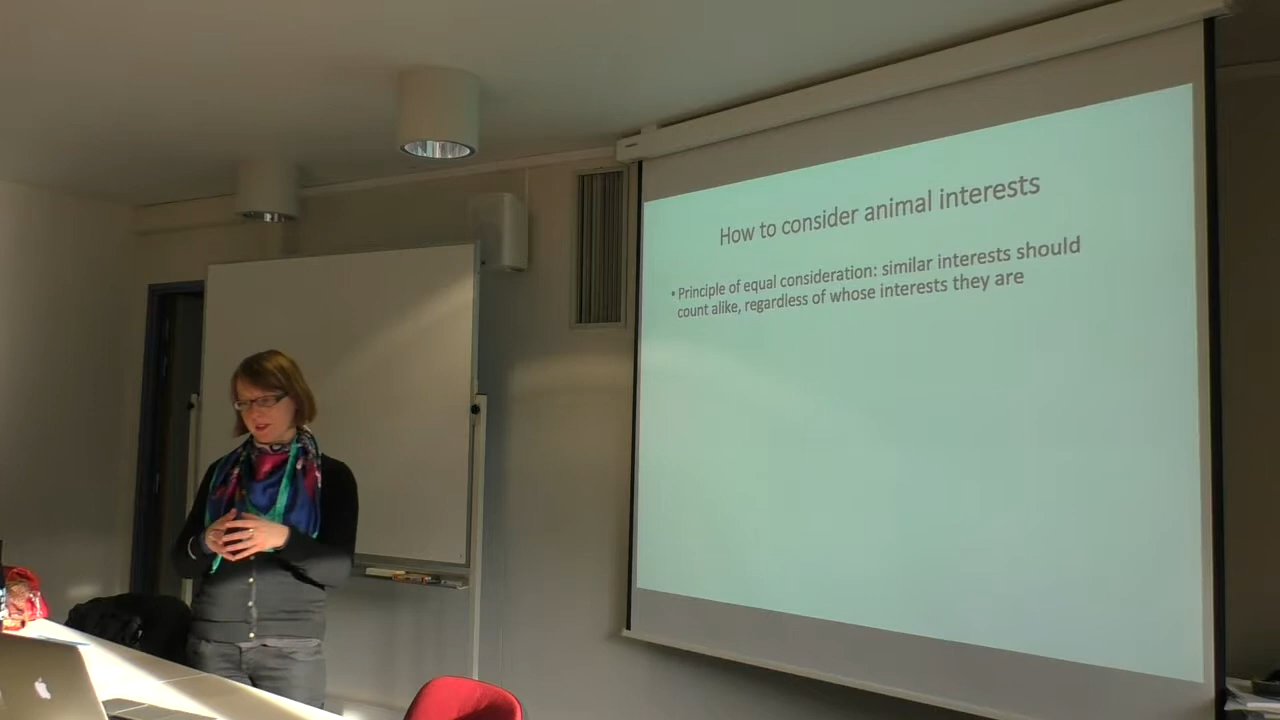 How to consider animal interests
• Principle of equal consideration: similar interests should
count alike, regardless of whose interests they are